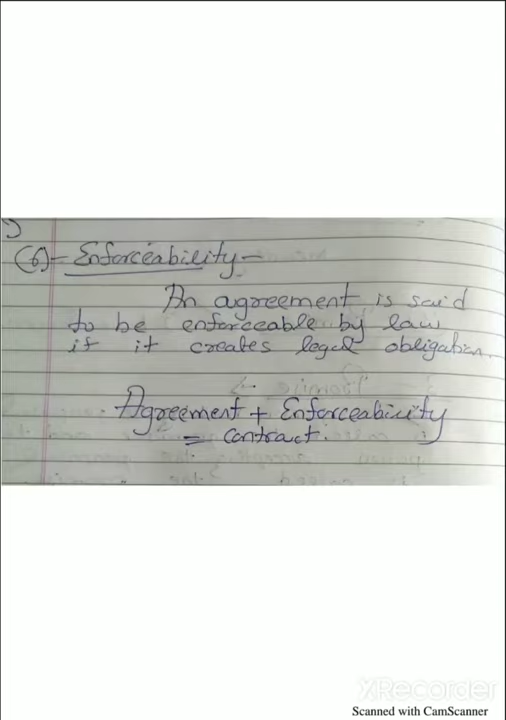 (6)- Enforceability -
An agreement is said
to be enforceable by law
if it creates legal obligation.
Agreement + Enforceability
= contract.
XRecorder
Scanned with CamScanner